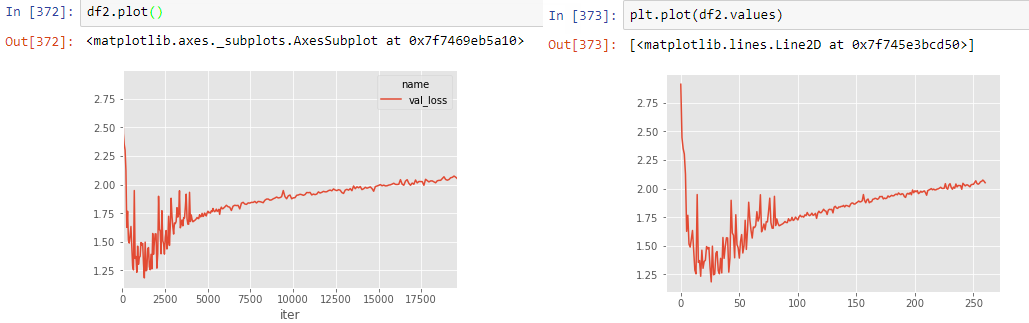 In [372]: df2.plot()
Out[372]: <matplotlib.axes._subplots.AxesSubplot at 0x7f7469eb5a10>
name
val_loss
2.75
2.50
2.25
2.00
1.75
1.50
1.25
0 2500 5000 7500 10000 12500 15000 17500
iter
In [373]: plt.plot(df2.values)
Out[373]: [<matplotlib.lines.Line2D at 0x7f745e3bcd50>]
2.75
2.50
2.25
2.00
1.75
1.50
1.25
0 50 100 150 200 250